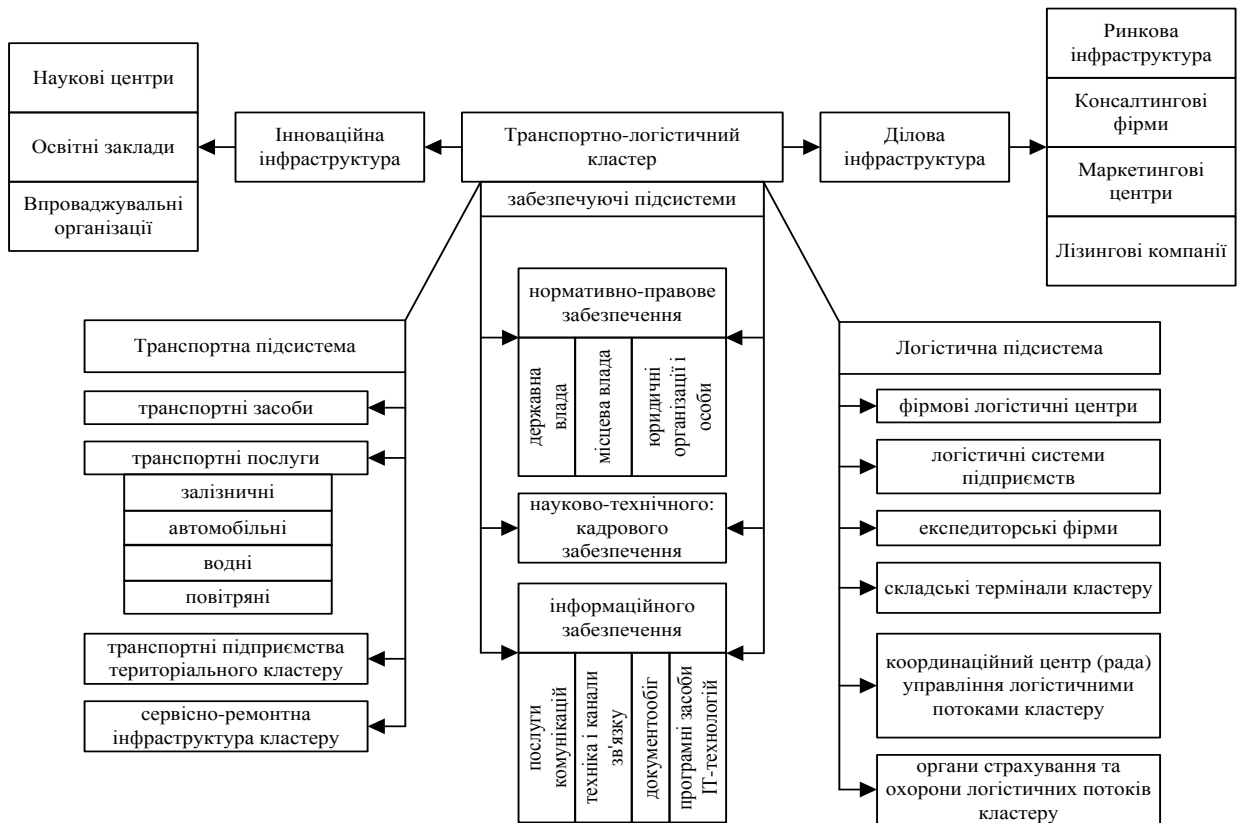 Наукові центри
Освітні заклади
Впроваджувальні
організації
Інноваційна
інфраструктура
Транспортно-логістичний
кластер
забезпечуючі підсистеми
Ділова
інфраструктура
Ринкова
інфраструктура
Консалтингові
фірми
Маркетингові
центри
Лізингові компанії
Транспортна підсистема
транспортні засоби
транспортні послуги
залізничні
автомобільні
водні
повітряні
транспортні підприємства
територіального кластеру
сервісно-ремонтна
інфраструктура кластеру
нормативно-правове
забезпечення
державна
влада
місцева влада
юридичні
організації і
особи
науково-технічного:
кадрового
забезпечення
інформаційного
забезпечення
послуги
комунікацій
техніка і канали
зв'язку
документообіг
програмні засоби
ІТ-технологій
Логістична підсистема
фірмові логістичні центри
логістичні системи
підприємств
експедиторські фірми
складські термінали кластеру
координаційний центр (рада)
управління логістичними
потоками кластеру
органи страхування та
охорони логістичних потоків
кластеру